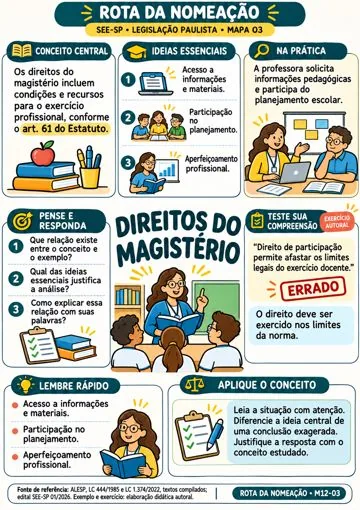 ROTA DA NOMEAÇÃO
SEE-SP • LEGISLAÇÃO PAULISTA • MAPA 03
CONCEITO CENTRAL
Os direitos do
magistério incluem
condições e recursos
para o exercício
profissional, conforme
o art. 61 do Estatuto.
IDEIAS ESSENCIAIS
1
Acesso a
informações
e materiais.
2
Participação
no
planejamento.
3
Aperfeiçoamento
profissional.
NA PRÁTICA
A professora solicita
informações pedagógicas
e participa do
planejamento escolar.
PENSE E
RESPONDA
1
Que relação existe
entre o conceito e
o exemplo?
2
Qual das ideias
essenciais justifica
a análise?
3
Como explicar essa
relação com suas
palavras?
DIREITOS DO
MAGISTÉRIO
TESTE SUA
COMPREENSÃO
EXERCÍCIO
AUTORAL
“Direito de participação
permite afastar os limites
legais do exercício docente.”
ERRADO
O direito deve ser
exercido nos limites
da norma.
LEMBRE RÁPIDO
Acesso a informações
e materiais.
Participação no
planejamento.
Aperfeiçoamento
profissional.
APLIQUE O CONCEITO
Leia a situação com atenção.
Diferencie a ideia central de
uma conclusão exagerada.
Justifique a resposta com o
conceito estudado.
Fonte de referência: ALESP, LC 444/1985 e LC 1.374/2022, textos compilados;
edital SEE-SP 01/2026. Exemplo e exercício: elaboração didática autoral.
ROTA DA NOMEAÇÃO • M12-03